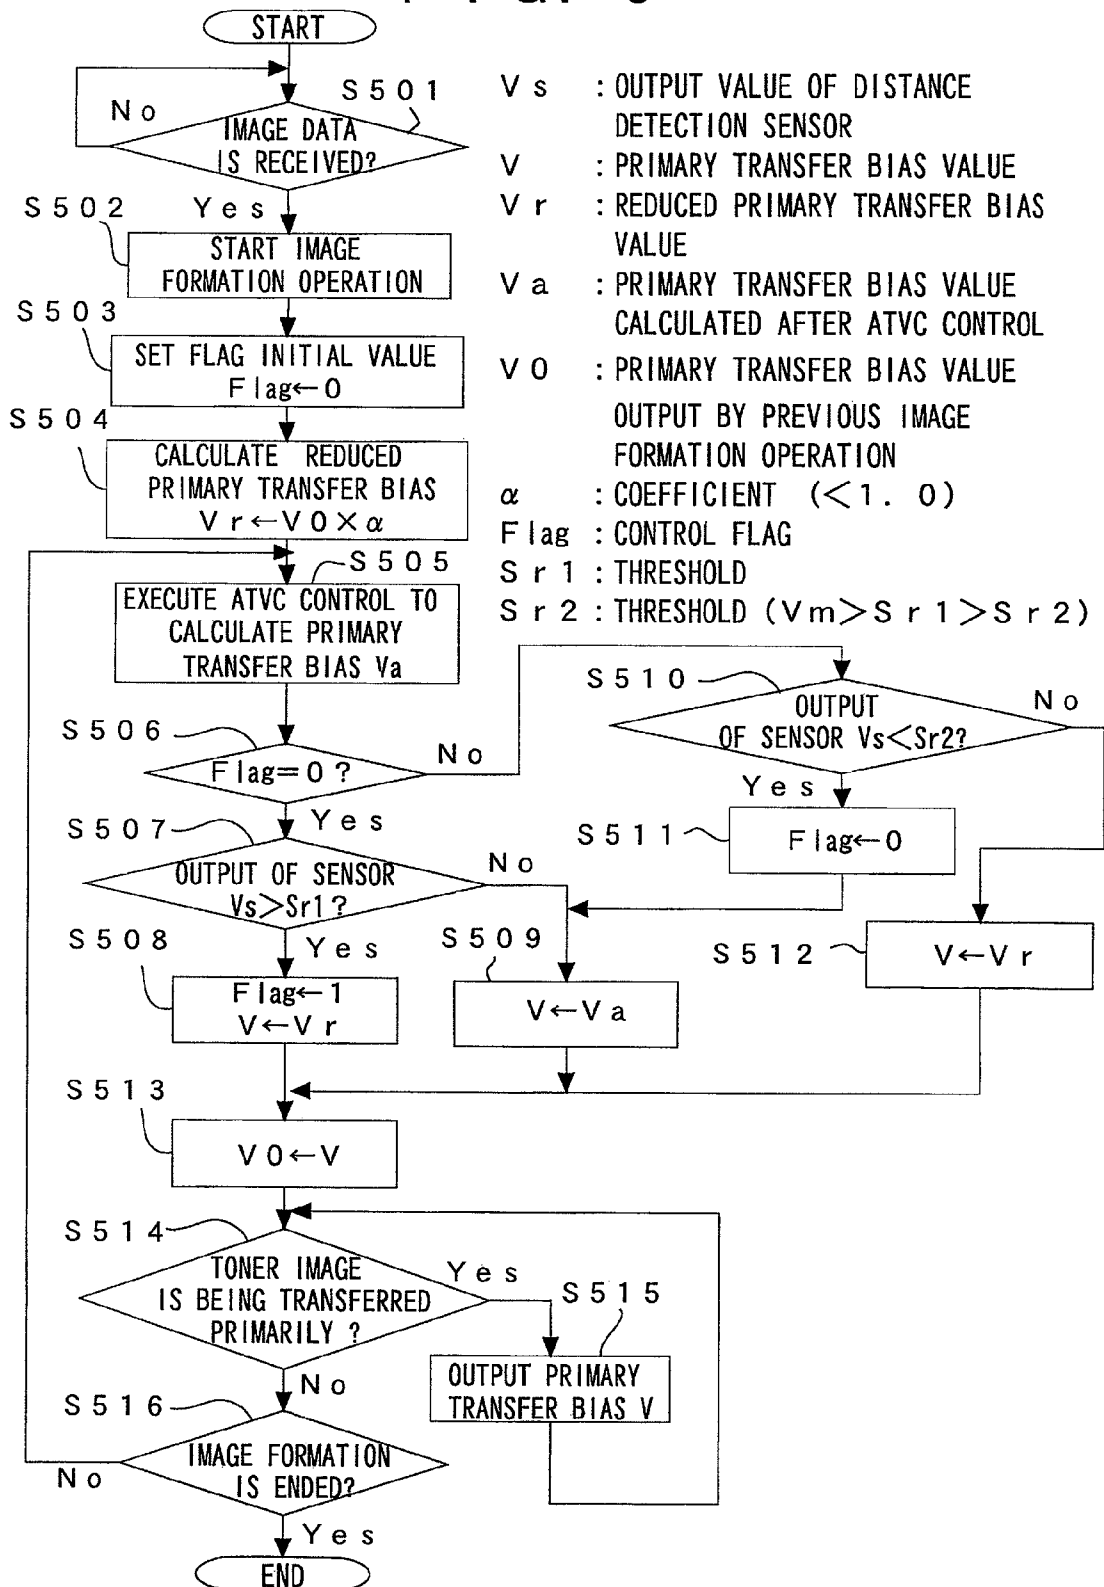 START
S501
No
IMAGE DATA
IS RECEIVED?
Yes
S502
START IMAGE
FORMATION OPERATION
S503
SET FLAG INITIAL VALUE
Flag←0
S504
CALCULATE REDUCED
PRIMARY TRANSFER BIAS
Vr←V0×α
S505
EXECUTE ATVC CONTROL TO
CALCULATE PRIMARY
TRANSFER BIAS Va
S506
Flag=0?
No
Yes
S507
OUTPUT OF SENSOR
Vs>Sr1?
No
Yes
S508
Flag←1
V←Vr
S509
V←Va
S510
OUTPUT
OF SENSOR Vs<Sr2?
No
Yes
S511
Flag←0
S512
V←Vr
S513
V0←V
S514
TONER IMAGE
IS BEING TRANSFERRED
PRIMARILY ?
Yes
S515
OUTPUT PRIMARY
TRANSFER BIAS V
No
S516
IMAGE FORMATION
IS ENDED?
No
Yes
END
Vs : OUTPUT VALUE OF DISTANCE
DETECTION SENSOR
V : PRIMARY TRANSFER BIAS VALUE
Vr : REDUCED PRIMARY TRANSFER BIAS
VALUE
Va : PRIMARY TRANSFER BIAS VALUE
CALCULATED AFTER ATVC CONTROL
V0 : PRIMARY TRANSFER BIAS VALUE
OUTPUT BY PREVIOUS IMAGE
FORMATION OPERATION
α : COEFFICIENT (<1.0)
Flag : CONTROL FLAG
Sr1 : THRESHOLD
Sr2 : THRESHOLD (Vm>Sr1>Sr2)